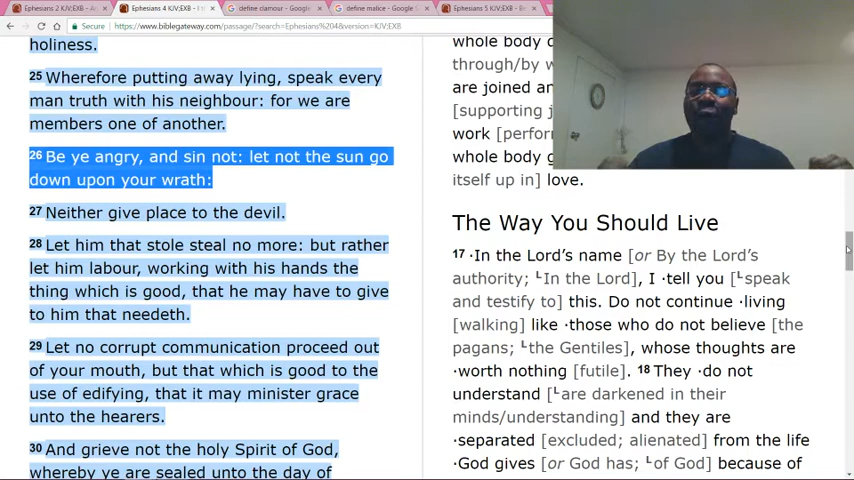 Ephesians 2 KJV;EXB - An
Ephesians 4 KJV;EXB -
define clamour - Google
define malice - Google
Ephesians 5 KJV;EXB -
Secure
https://www.biblegateway.com/passage/?search=Ephesians%204&version=KJV;EXB
holiness.
25 Wherefore putting away lying, speak every
man truth with his neighbour: for we are
members one of another.
26 Be ye angry, and sin not: let not the sun go
down upon your wrath:
27 Neither give place to the devil.
28 Let him that stole steal no more: but rather
let him labour, working with his hands the
thing which is good, that he may have to give
to him that needeth.
29 Let no corrupt communication proceed out
of your mouth, but that which is good to the
use of edifying, that it may minister grace
unto the hearers.
30 And grieve not the holy Spirit of God,
whereby ye are sealed unto the day of
whole body d
through/by w
are joined an
[supporting j
work [perform
whole body g
itself up in] love.
The Way You Should Live
17 ·In the Lord's name [or By the Lord's
authority; ᴸIn the Lord], I ·tell you [ᴸspeak
and testify to] this. Do not continue ·living
[walking] like ·those who do not believe [the
pagans; ᴸthe Gentiles], whose thoughts are
·worth nothing [futile]. 18 They ·do not
understand [ᴸare darkened in their
minds/understanding] and they are
·separated [excluded; alienated] from the life
·God gives [or God has; ᴸof God] because of